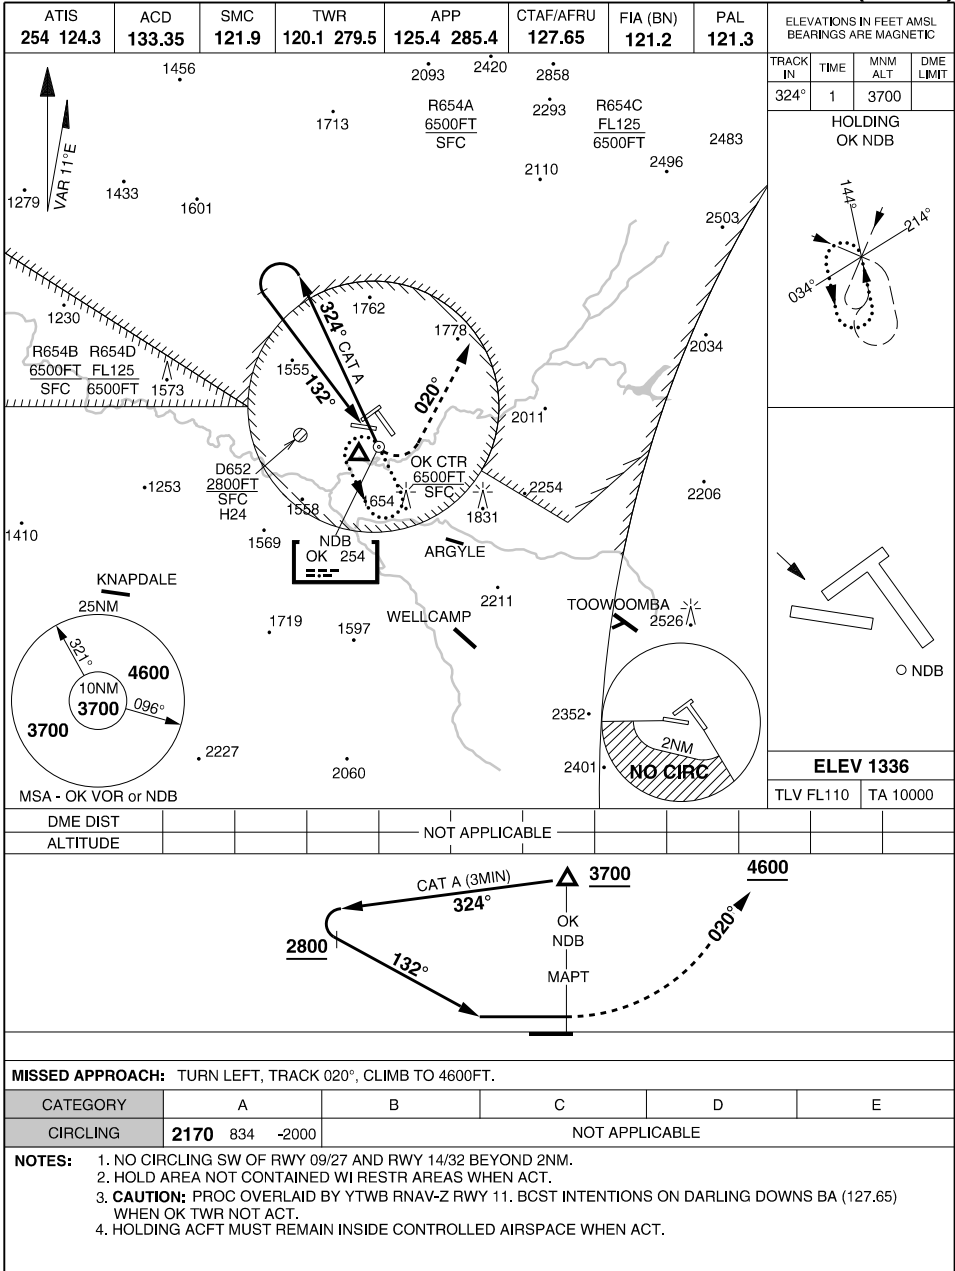 ATIS ACD SMC TWR APP CTAF/AFRU FIA (BN) PAL
254 124.3 133.35 121.9 120.1 279.5 125.4 285.4 127.65 121.2 121.3
ELEVATIONS IN FEET AMSL
BEARINGS ARE MAGNETIC
TRACK IN TIME MNM ALT DME LIMIT
324° 1 3700
HOLDING
OK NDB
144°
214°
034°
VAR 11°E
1456
2093
2420
2858
1713
R654A
6500FT
SFC
2293
R654C
FL125
6500FT
2483
2110
2496
1279
1433
1601
2503
1230
1762
324° CAT A
1778
2034
R654B R654D
6500FT FL125
SFC 6500FT
1573
1555
132°
020°
2011
D652
2800FT
SFC
H24
OK CTR
6500FT
SFC
1253
1558
1654
1831
2254
2206
1410
1569
NDB
OK 254
ARGYLE
KNAPDALE
25NM
321°
4600
10NM
3700
096°
3700
MSA - OK VOR or NDB
1719
1597
WELLCAMP
2211
TOOWOOMBA
2526
2227
2060
2352
2401
2NM
NO CIRC
NDB
ELEV 1336
TLV FL110 TA 10000
DME DIST
ALTITUDE
NOT APPLICABLE
CAT A (3MIN)
324°
3700
4600
OK
NDB
MAPT
2800
132°
020°
MISSED APPROACH: TURN LEFT, TRACK 020°, CLIMB TO 4600FT.
CATEGORY A B C D E
CIRCLING 2170 834 -2000 NOT APPLICABLE
NOTES: 1. NO CIRCLING SW OF RWY 09/27 AND RWY 14/32 BEYOND 2NM.
2. HOLD AREA NOT CONTAINED WI RESTR AREAS WHEN ACT.
3. CAUTION: PROC OVERLAID BY YTWB RNAV-Z RWY 11. BCST INTENTIONS ON DARLING DOWNS BA (127.65)
WHEN OK TWR NOT ACT.
4. HOLDING ACFT MUST REMAIN INSIDE CONTROLLED AIRSPACE WHEN ACT.